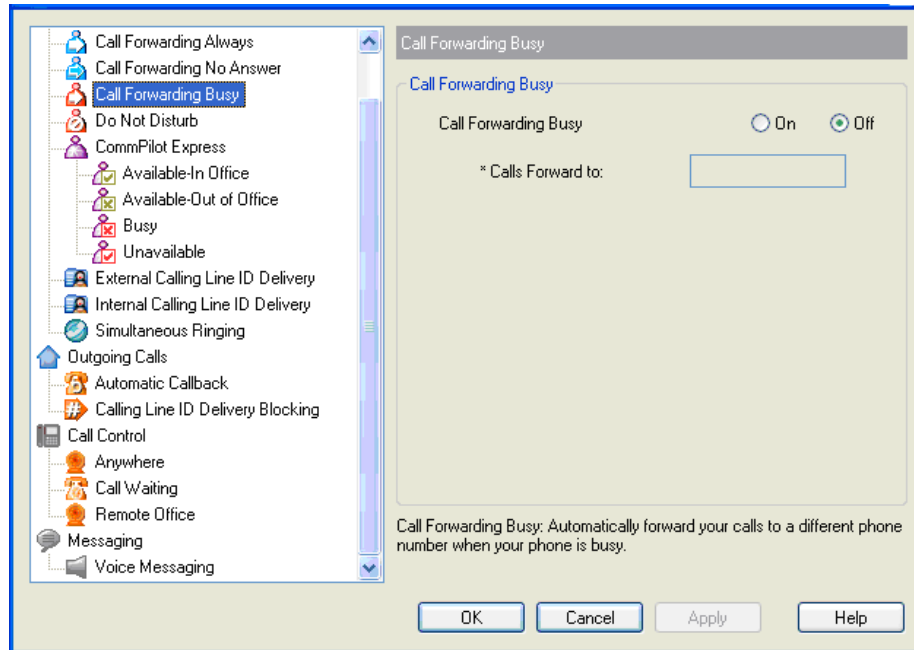 Call Forwarding Always
Call Forwarding No Answer
Call Forwarding Busy
Do Not Disturb
CommPilot Express
Available-In Office
Available-Out of Office
Busy
Unavailable
External Calling Line ID Delivery
Internal Calling Line ID Delivery
Simultaneous Ringing
Outgoing Calls
Automatic Callback
Calling Line ID Delivery Blocking
Call Control
Anywhere
Call Waiting
Remote Office
Messaging
Voice Messaging
Call Forwarding Busy
Call Forwarding Busy
Call Forwarding Busy On Off
* Calls Forward to:
Call Forwarding Busy: Automatically forward your calls to a different phone
number when your phone is busy.
OK Cancel Apply Help